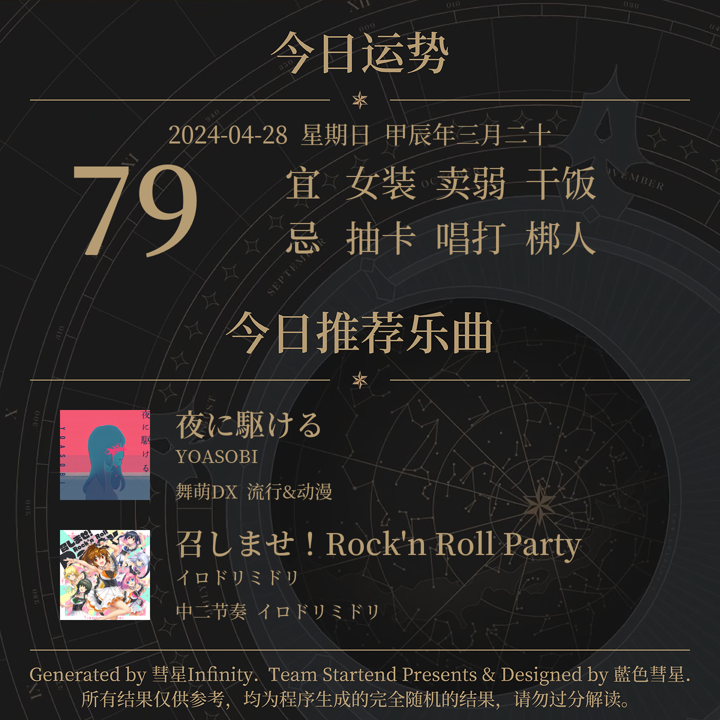 今日运势
2024-04-28 星期日 甲辰年三月二十
79
宜 女装 卖弱 干饭
忌 抽卡 唱打 梆人
今日推荐乐曲
夜に駆ける
YOASOBI
舞萌DX 流行&动漫
召しませ！Rock'n Roll Party
イロドリミドリ
中二节奏 イロドリミドリ
Generated by 彗星Infinity. Team Startend Presents & Designed by 藍色彗星.
所有结果仅供参考，均为程序生成的完全随机的结果，请勿过分解读。
SEPTEMBER